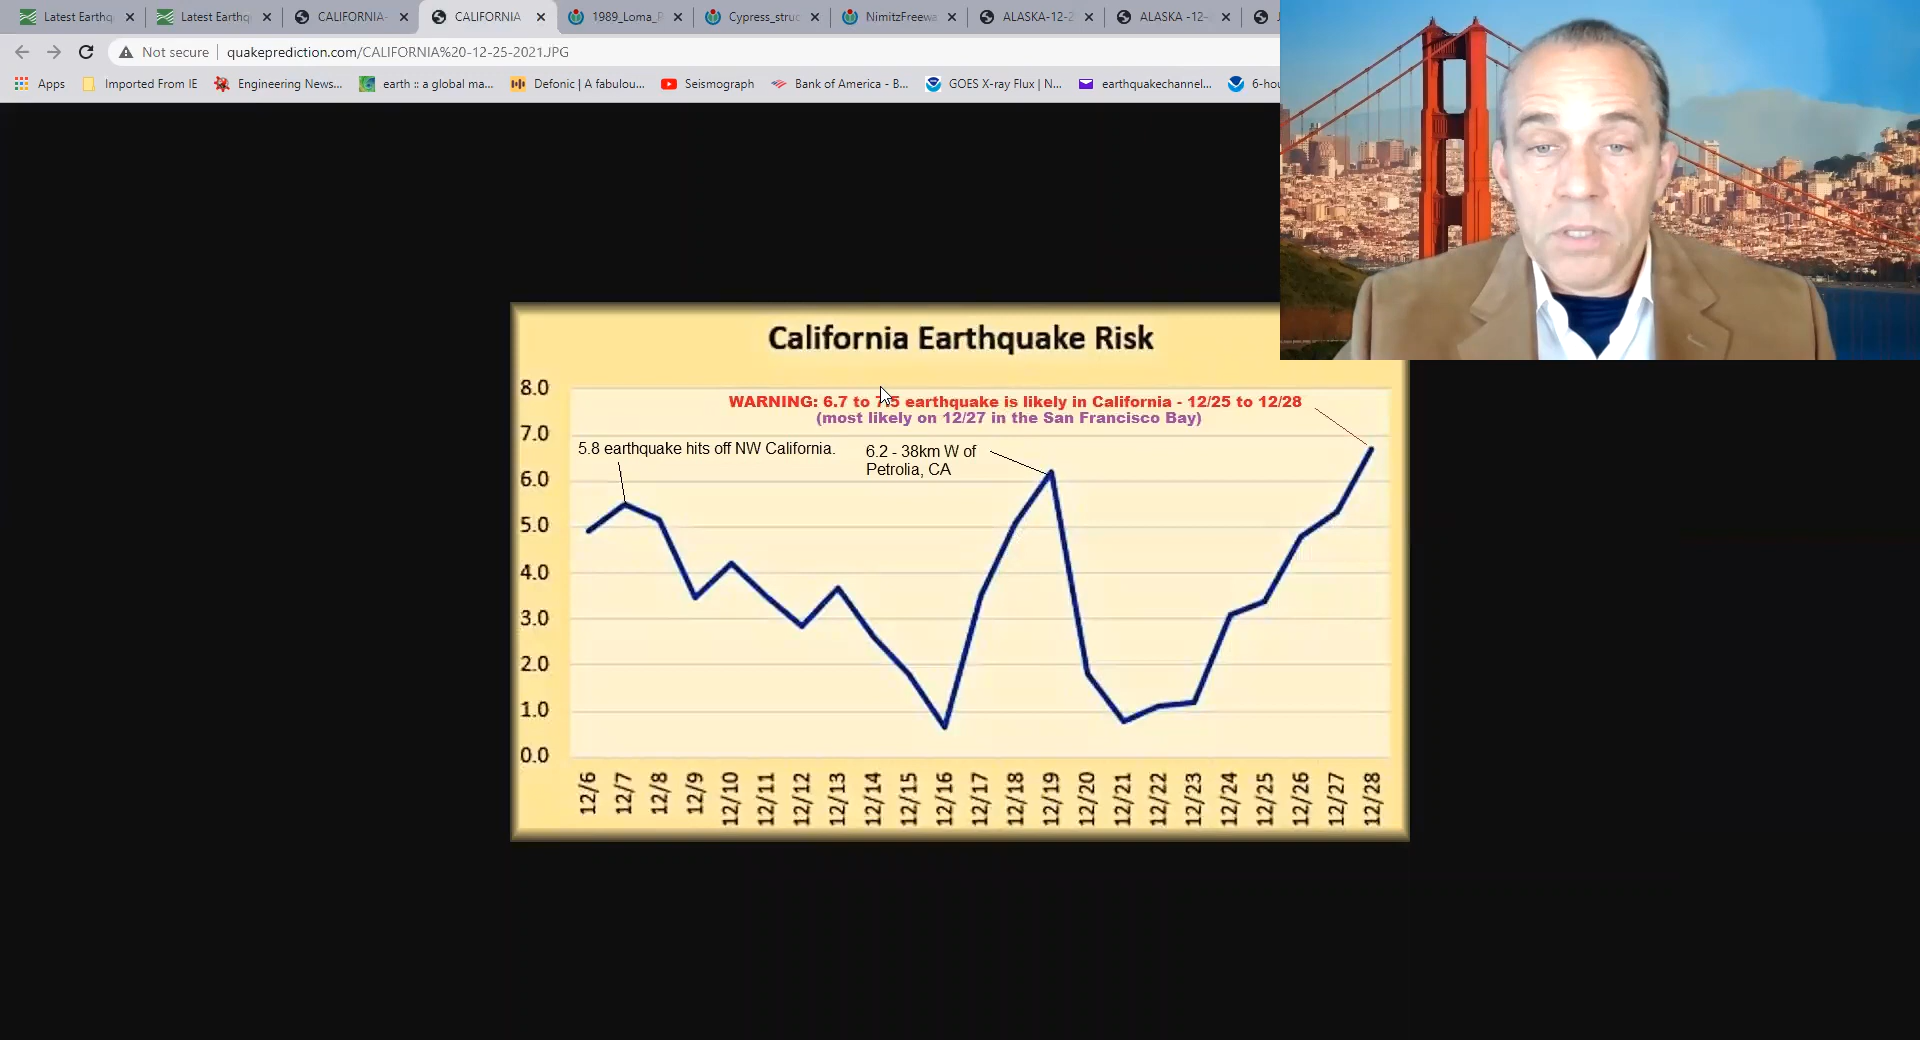 Latest Earthq
Latest Earthq
CALIFORNIA-
CALIFORNIA
1989_Loma_P
Cypress_struc
NimitzFreewa
ALASKA-12-2
ALASKA -12-
Not secure
quakeprediction.com/CALIFORNIA%20-12-25-2021.JPG
Apps
Imported From IE
Engineering News...
earth :: a global ma...
Defonic | A fabulou...
Seismograph
Bank of America - B...
GOES X-ray Flux | N...
earthquakechannel...
6-hou
California Earthquake Risk
8.0
WARNING: 6.7 to 7.5 earthquake is likely in California - 12/25 to 12/28
(most likely on 12/27 in the San Francisco Bay)
7.0
5.8 earthquake hits off NW California.
6.2 - 38km W of
Petrolia, CA
6.0
5.0
4.0
3.0
2.0
1.0
0.0
12/6
12/7
12/8
12/9
12/10
12/11
12/12
12/13
12/14
12/15
12/16
12/17
12/18
12/19
12/20
12/21
12/22
12/23
12/24
12/25
12/26
12/27
12/28